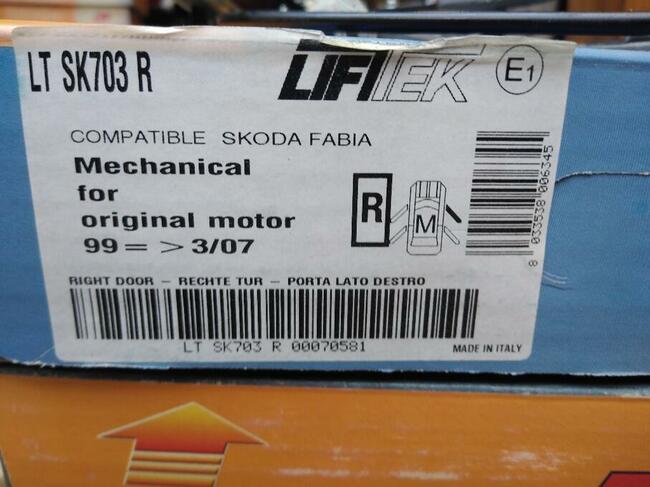 LT SK703 R
LIFTTEK
E1
COMPATIBLE SKODA FABIA
Mechanical
for
original motor
99 = > 3/07
R
M
8 033538 006345
RIGHT DOOR - RECHTE TUR - PORTA LATO DESTRO
LT SK703 R 00070581
MADE IN ITALY